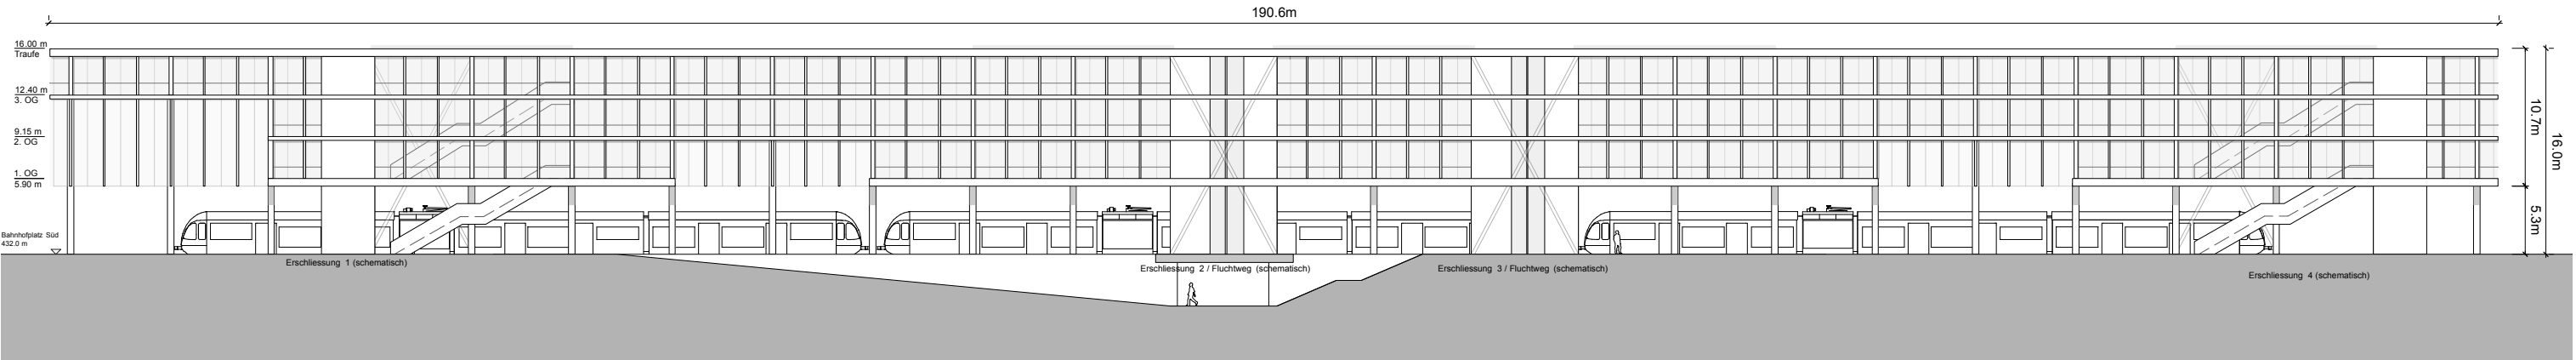 190.6m
16.00 m
Traufe
12.40 m
3. OG
9.15 m
2. OG
1. OG
5.90 m
10.7m
16.0m
5.3m
Bahnhofplatz Süd
432.0 m
Erschliessung 1 (schematisch)
Erschliessung 2 / Fluchtweg (schematisch)
Erschliessung 3 / Fluchtweg (schematisch)
Erschliessung 4 (schematisch)